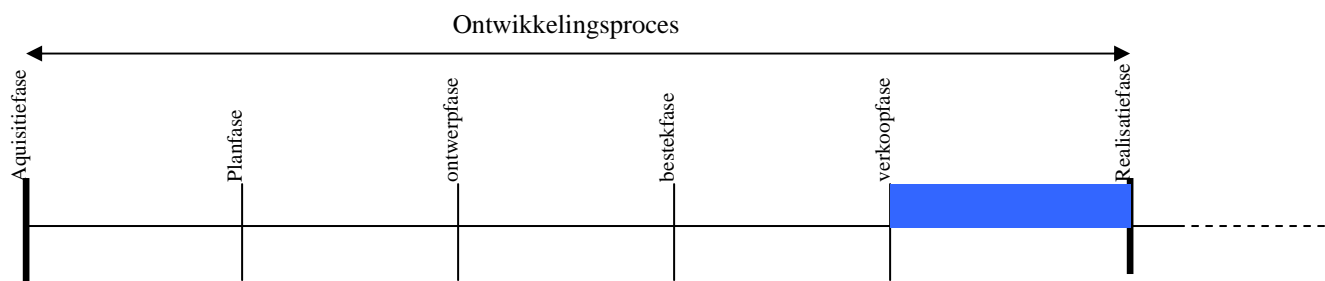 Ontwikkelingsproces
Aquisitiefase
Planfase
ontwerpfase
bestekfase
verkoopfase
Realisatiefase